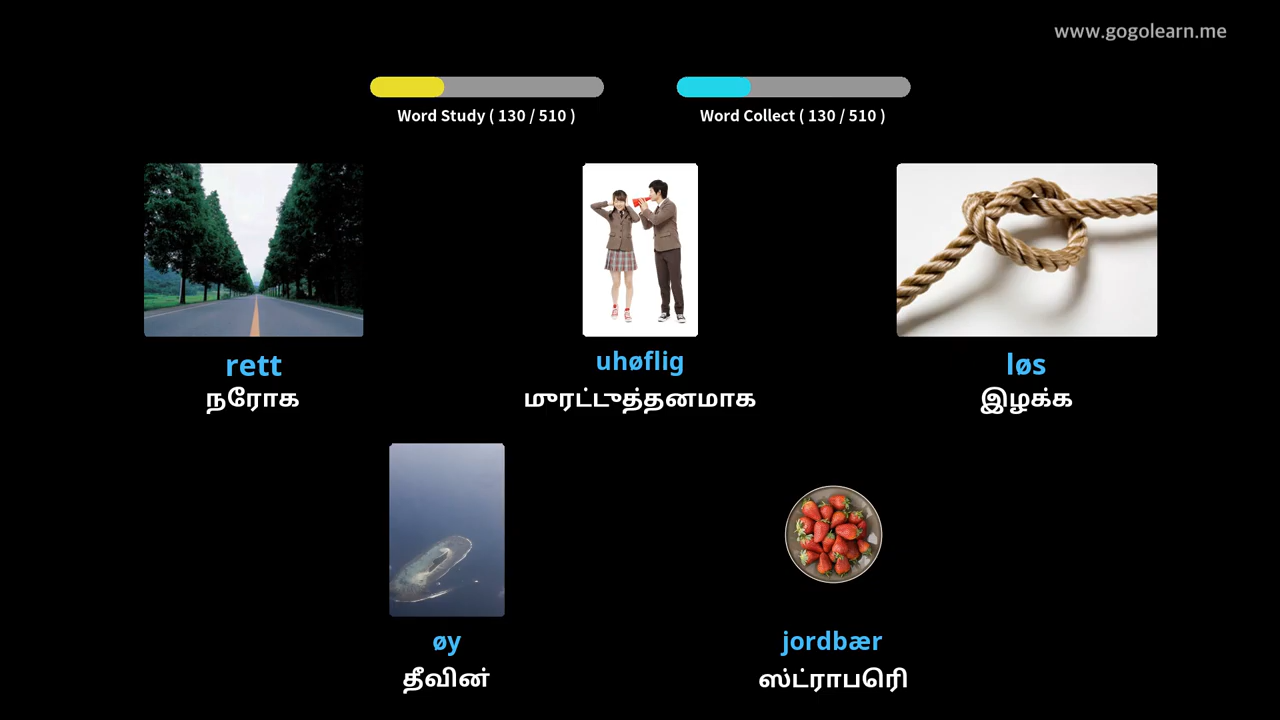 www.gogolearn.me
Word Study ( 130 / 510 )
Word Collect ( 130 / 510 )
rett
நேராக
uhøflig
முரட்டுத்தனமாக
løs
இழக்க
øy
தீவின்
jordbær
ஸ்ட்ராபெரி